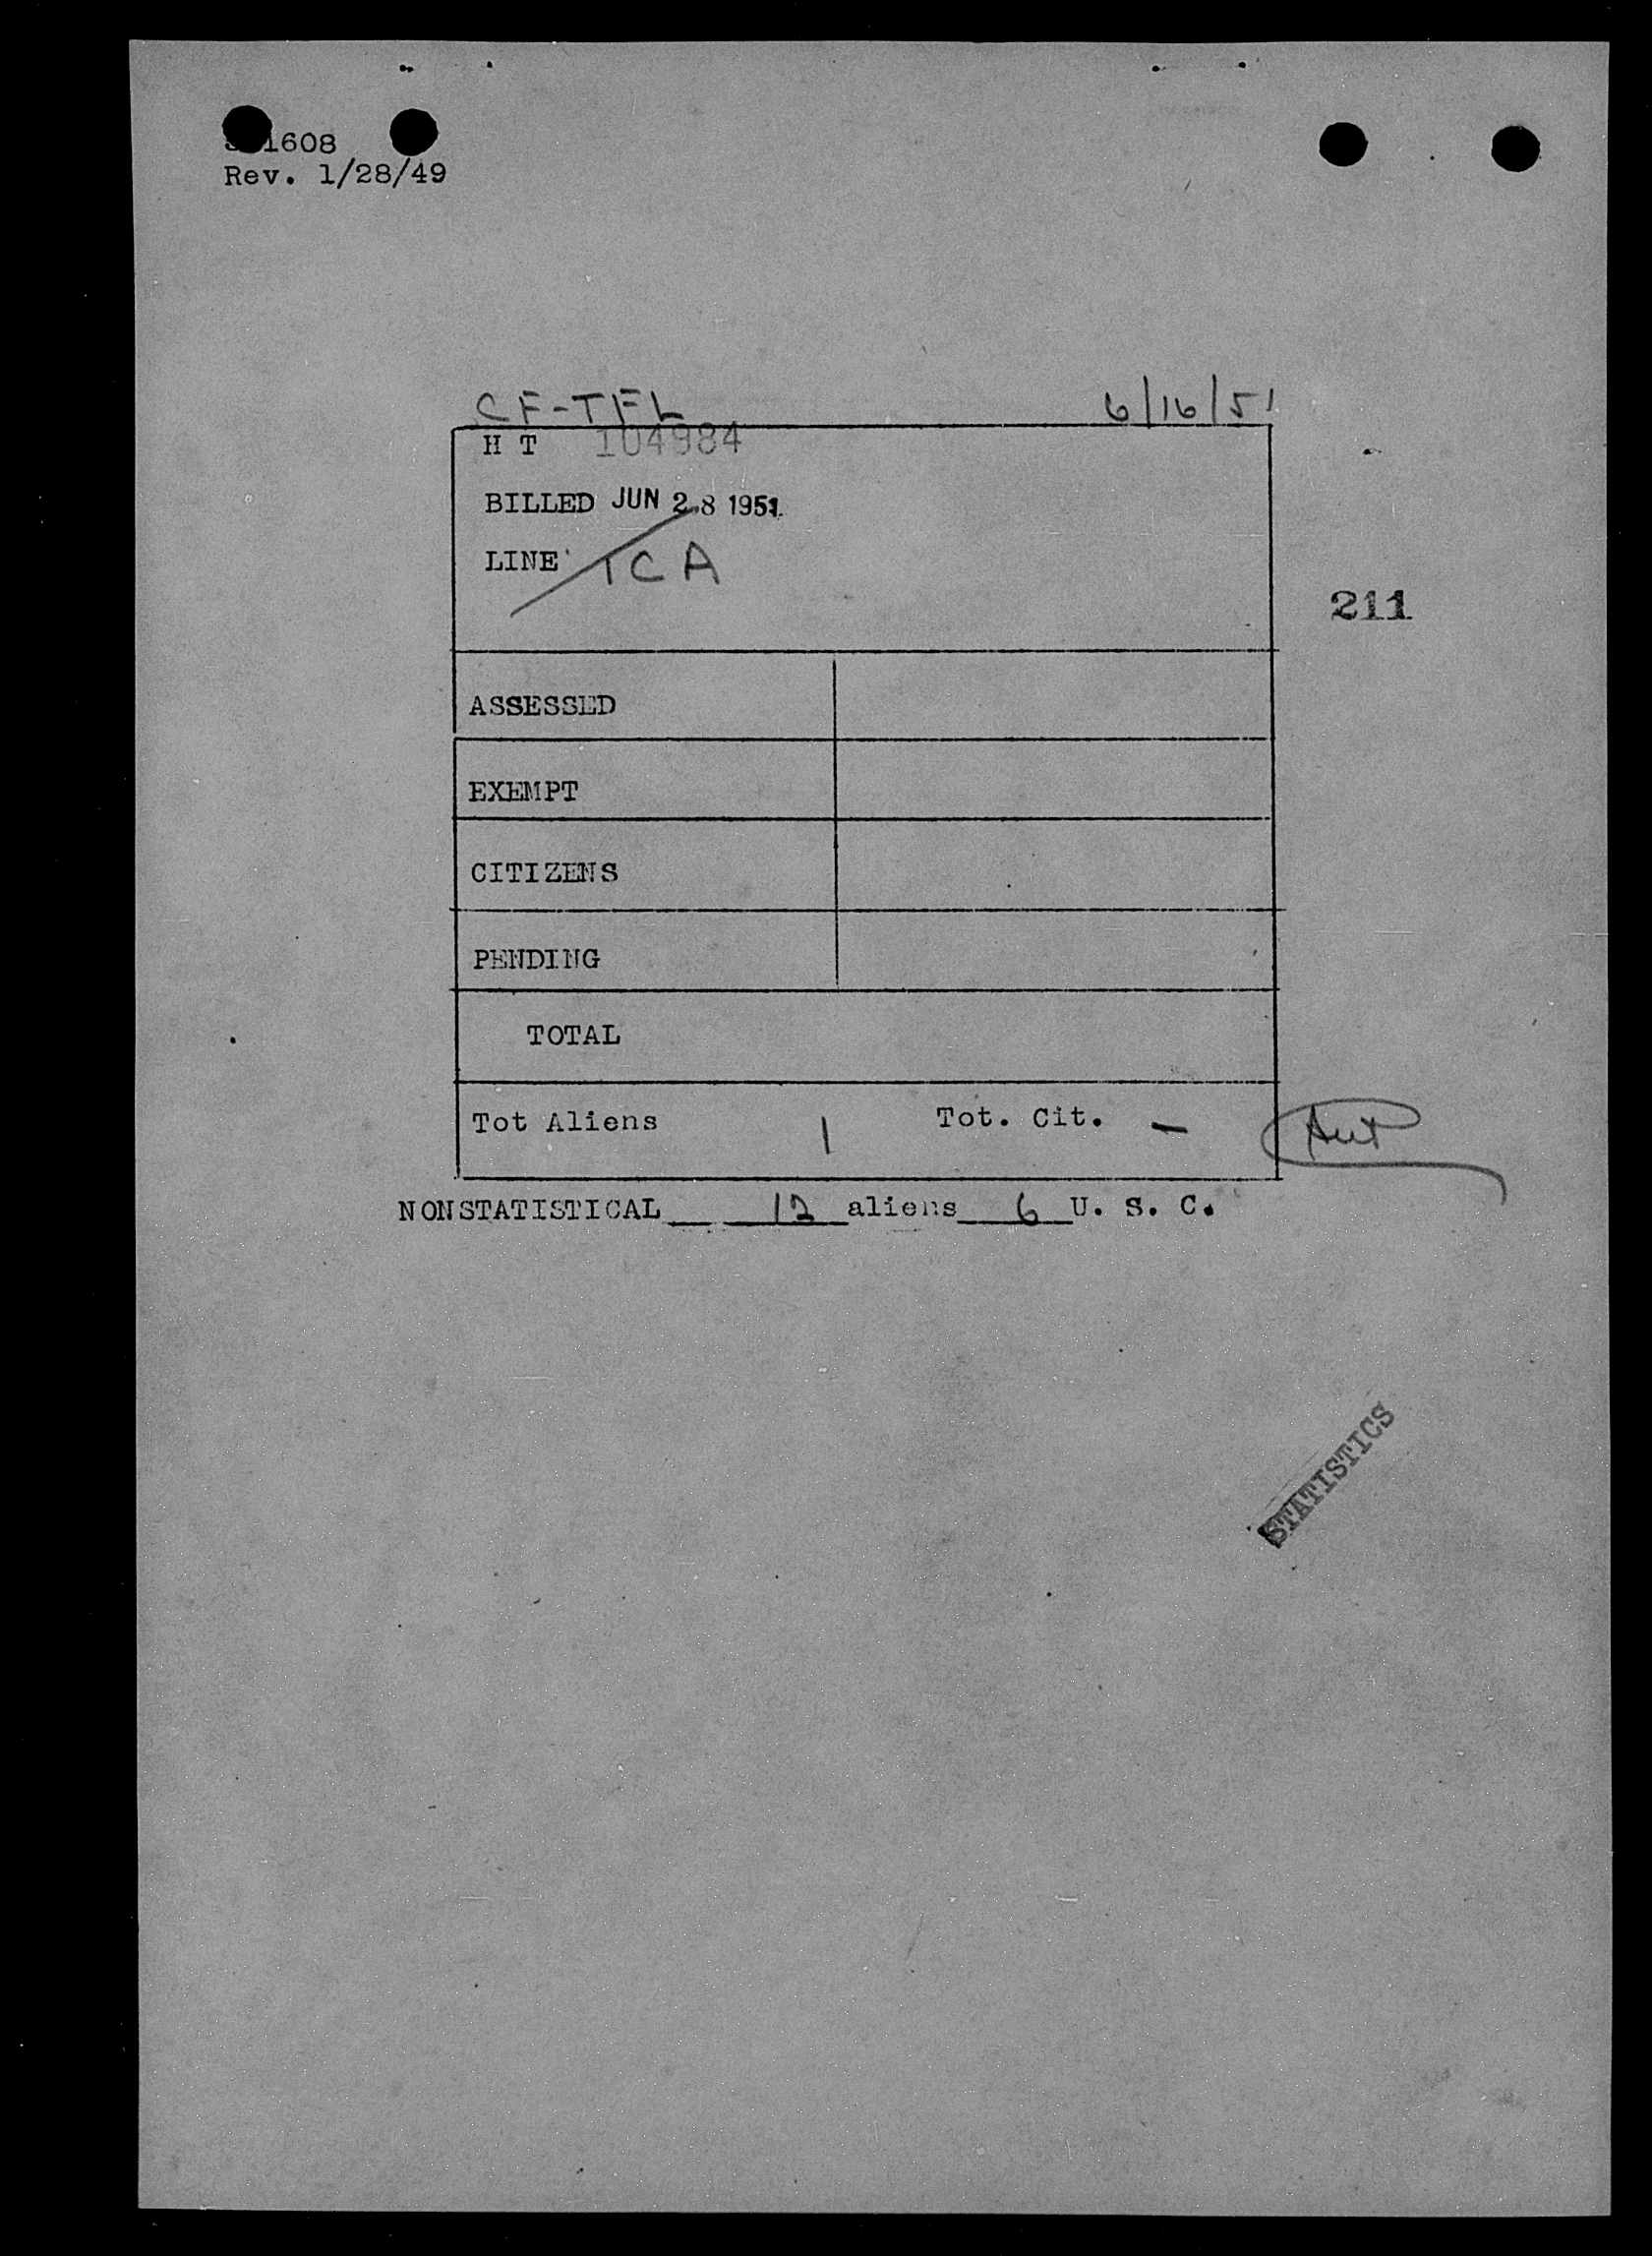 1608
Rev. 1/28/49
CF-TFL 6/16/51
H T 104984
BILLED JUN 28 1951
LINE TCA
211
ASSESSED
EXEMPT
CITIZENS
PENDING
TOTAL
Tot Aliens 1 Tot. Cit. -
NONSTATISTICAL 12 aliens 6 U. S. C.
STATISTICS